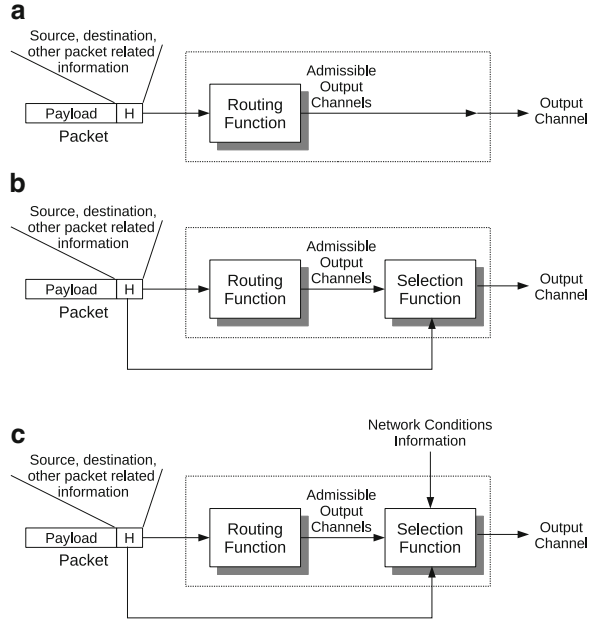 a
Source, destination,
other packet related
information
Payload H
Packet
Routing
Function
Admissible
Output
Channels
Output
Channel
b
Source, destination,
other packet related
information
Payload H
Packet
Routing
Function
Admissible
Output
Channels
Selection
Function
Output
Channel
c
Network Conditions
Information
Source, destination,
other packet related
information
Payload H
Packet
Routing
Function
Admissible
Output
Channels
Selection
Function
Output
Channel